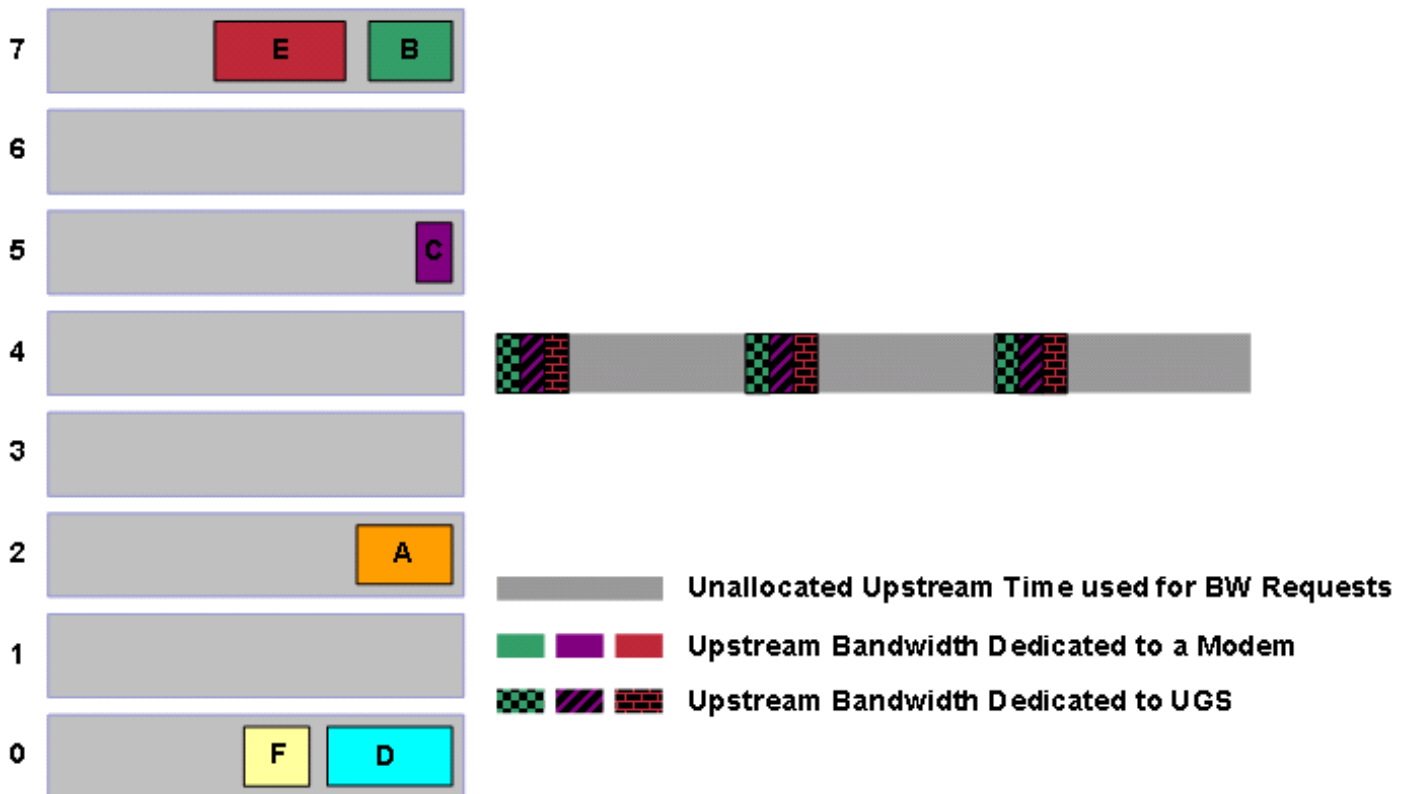 7 E B
6
5 C
4
3
2 A
Unallocated Upstream Time used for BW Requests
1 Upstream Bandwidth Dedicated to a Modem
Upstream Bandwidth Dedicated to UGS
0 F D